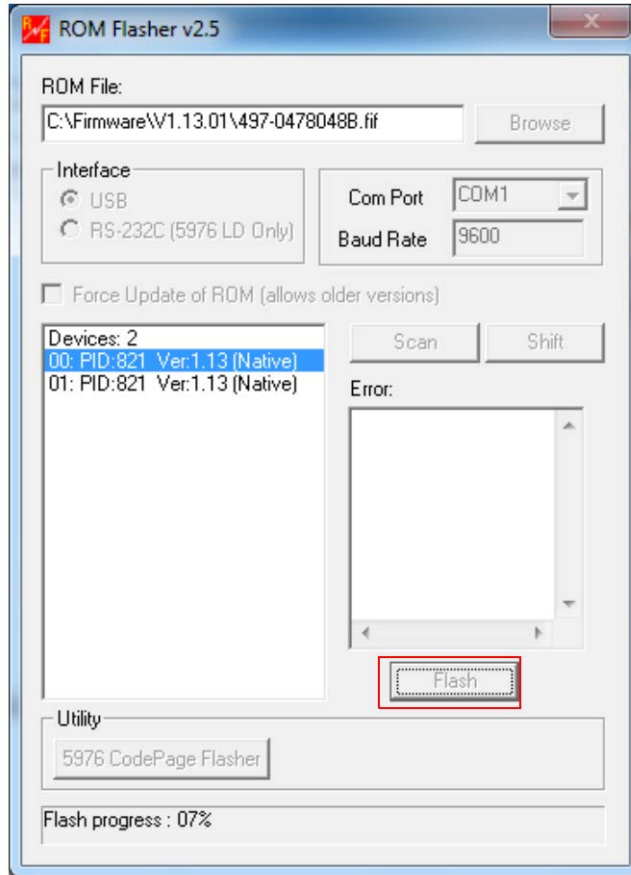 ROM Flasher v2.5
ROM File:
C:\Firmware\V1.13.01\497-0478048B.fif
Browse
Interface
USB
RS-232C (5976 LD Only)
Com Port COM1
Baud Rate 9600
Force Update of ROM (allows older versions)
Devices: 2
00: PID:821 Ver:1.13 (Native)
01: PID:821 Ver:1.13 (Native)
Scan Shift
Error:
Flash
Utility
5976 CodePage Flasher
Flash progress : 07%